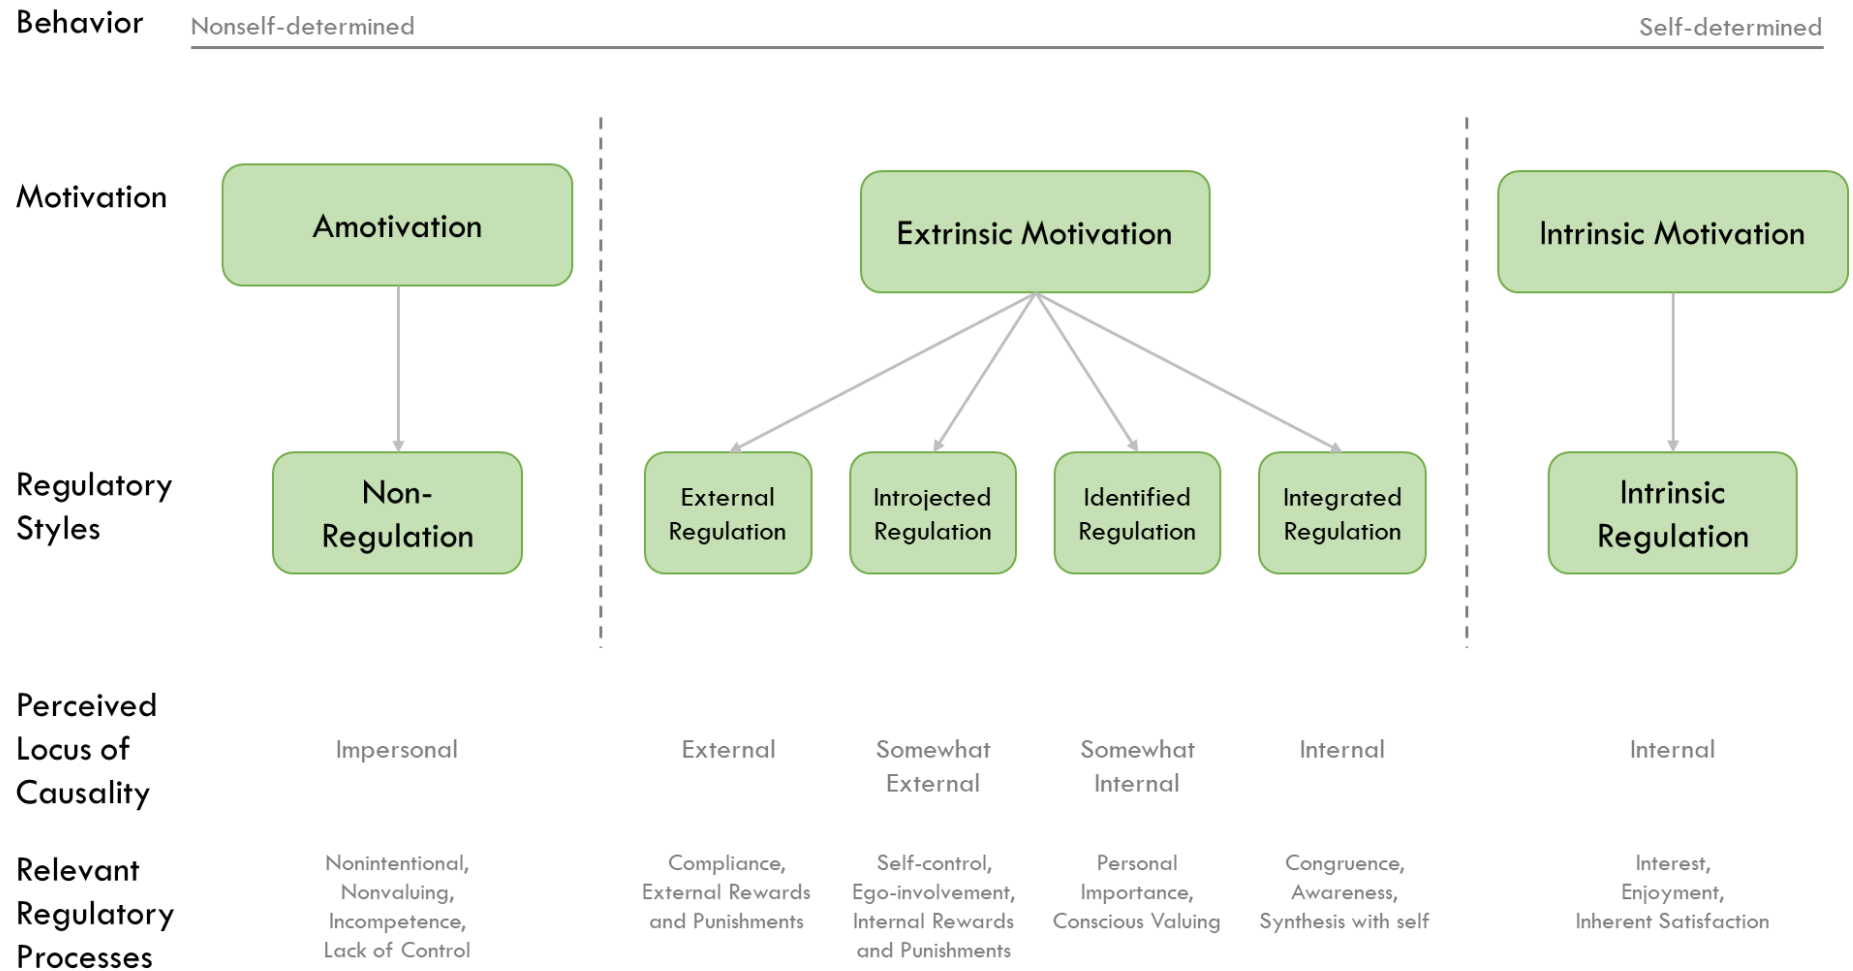 Behavior
Nonself-determined
Self-determined
Motivation
Amotivation
Extrinsic Motivation
Intrinsic Motivation
Regulatory
Styles
Non-
Regulation
External
Regulation
Introjected
Regulation
Identified
Regulation
Integrated
Regulation
Intrinsic
Regulation
Perceived
Locus of
Causality
Impersonal
External
Somewhat
External
Somewhat
Internal
Internal
Internal
Relevant
Regulatory
Processes
Nonintentional,
Nonvaluing,
Incompetence,
Lack of Control
Compliance,
External Rewards
and Punishments
Self-control,
Ego-involvement,
Internal Rewards
and Punishments
Personal
Importance,
Conscious Valuing
Congruence,
Awareness,
Synthesis with self
Interest,
Enjoyment,
Inherent Satisfaction